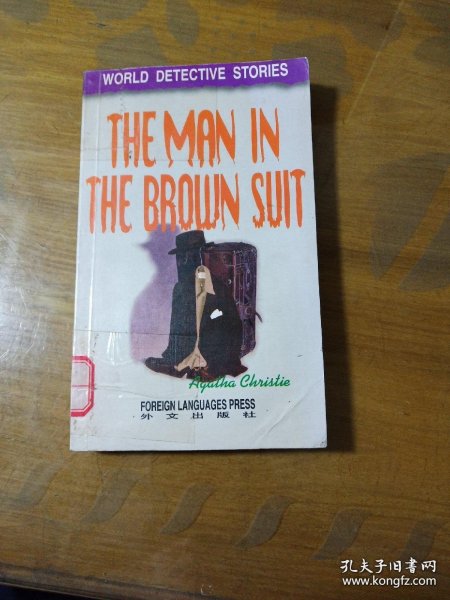 WORLD DETECTIVE STORIES
THE MAN IN
THE BROWN SUIT
Agatha Christie
FOREIGN LANGUAGES PRESS
外文出版社
孔夫子旧书网
www.kongfz.com